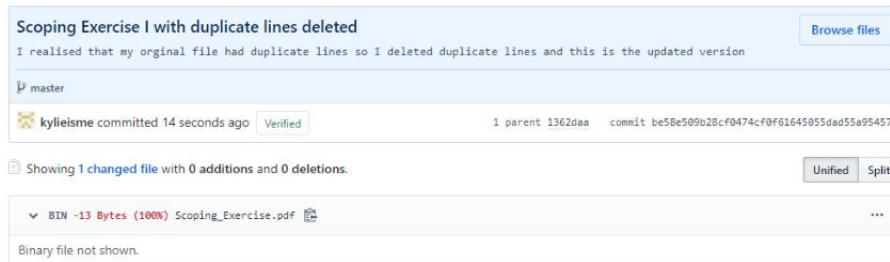 Scoping Exercise I with duplicate lines deleted
Browse files
I realised that my orginal file had duplicate lines so I deleted duplicate lines and this is the updated version
master
kylieisme committed 14 seconds ago Verified
1 parent 1362daa commit be58e509b28cf0474cf0f61645055dad55a95457
Showing 1 changed file with 0 additions and 0 deletions.
Unified Split
BIN -13 Bytes (100%) Scoping_Exercise.pdf
Binary file not shown.